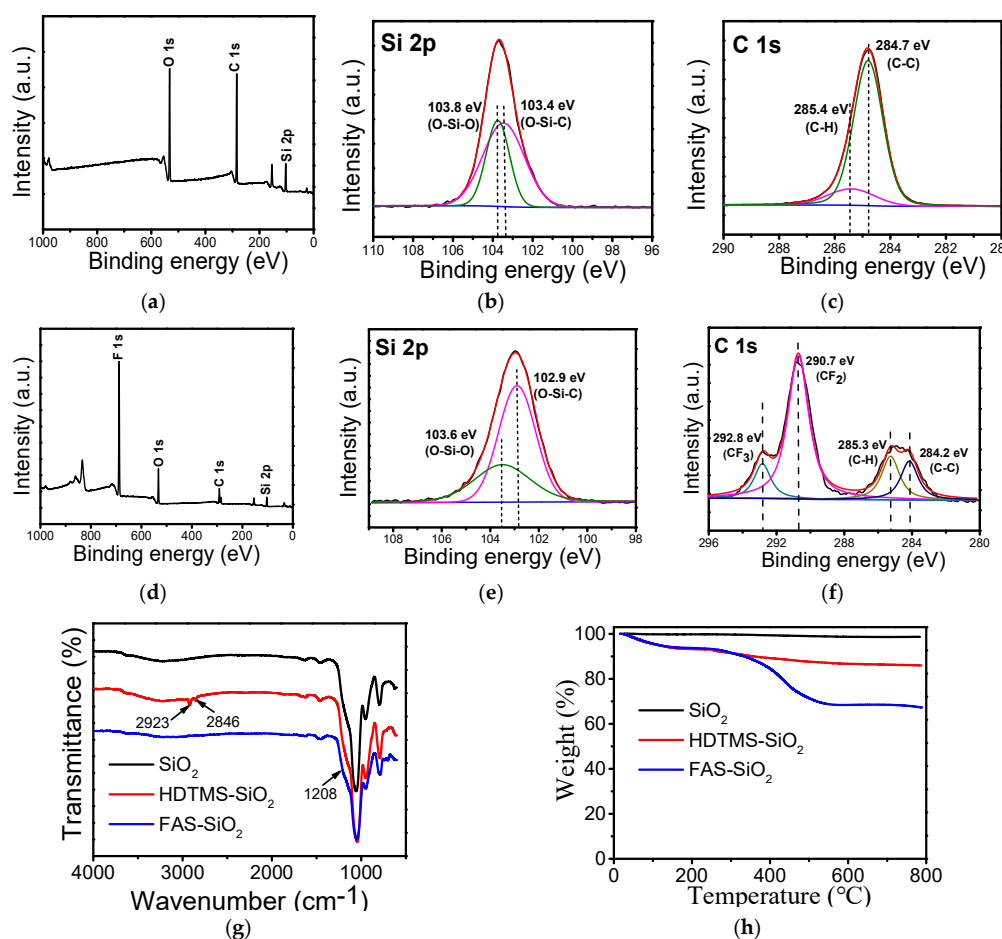 O 1s
C 1s
Si 2p
Intensity (a.u.)
1000 800 600 400 200 0
Binding energy (eV)
(a)
Si 2p
103.8 eV
(O-Si-O)
103.4 eV
(O-Si-C)
Intensity (a.u.)
110 108 106 104 102 100 98 96
Binding energy (eV)
(b)
C 1s
284.7 eV
(C-C)
285.4 eV
(C-H)
Intensity (a.u.)
290 288 286 284 282 280
Binding energy (eV)
(c)
F 1s
O 1s
C 1s
Si 2p
Intensity (a.u.)
1000 800 600 400 200 0
Binding energy (eV)
(d)
Si 2p
102.9 eV
(O-Si-C)
103.6 eV
(O-Si-O)
Intensity (a.u.)
108 106 104 102 100 98
Binding energy (eV)
(e)
C 1s
290.7 eV
(CF2)
292.8 eV
(CF3)
285.3 eV
(C-H)
284.2 eV
(C-C)
Intensity (a.u.)
296 292 288 284 280
Binding energy (eV)
(f)
Transmittance (%)
2923
2846
1208
SiO2
HDTMS-SiO2
FAS-SiO2
4000 3000 2000 1000
Wavenumber (cm-1)
(g)
Weight (%)
100
80
60
40
20
0
SiO2
HDTMS-SiO2
FAS-SiO2
0 200 400 600 800
Temperature (℃)
(h)